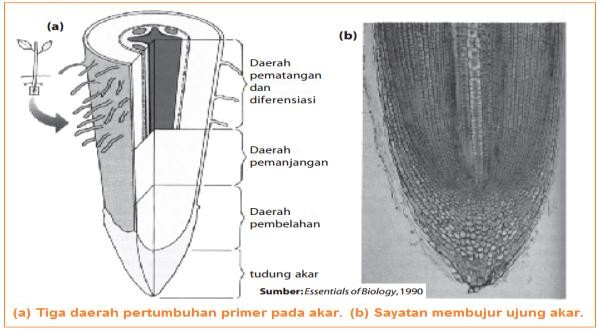 (a)
Daerah
pematangan
dan
diferensiasi
Daerah
pemanjangan
Daerah
pembelahan
tudung akar
(b)
Sumber: Essentials of Biology, 1990
(a) Tiga daerah pertumbuhan primer pada akar. (b) Sayatan membujur ujung akar.